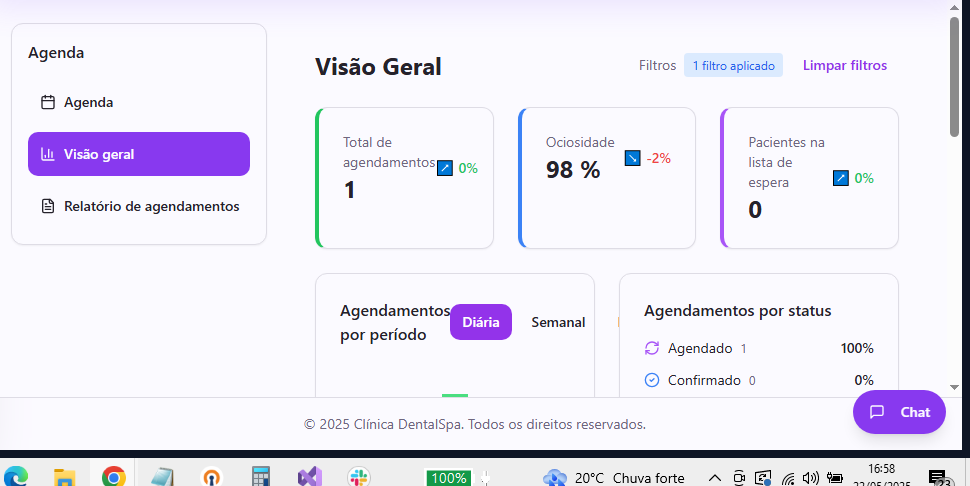 Agenda
Agenda
Visão geral
Relatório de agendamentos
Visão Geral
Filtros 1 filtro aplicado Limpar filtros
Total de
agendamentos 0%
1
Ociosidade
98 % -2%
Pacientes na
lista de
espera 0%
0
Agendamentos
por período
Diária Semanal
Agendamentos por status
Agendado 1 100%
Confirmado 0 0%
© 2025 Clínica DentalSpa. Todos os direitos reservados.
Chat
100%
20°C Chuva forte
16:58